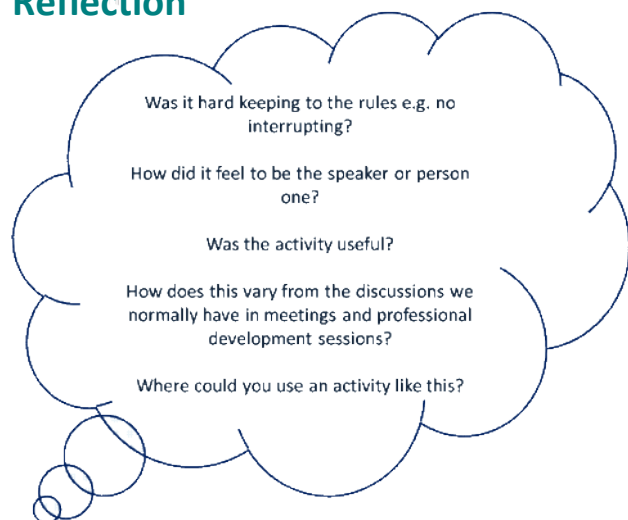 Reflection
Was it hard keeping to the rules e.g. no
interrupting?
How did it feel to be the speaker or person
one?
Was the activity useful?
How does this vary from the discussions we
normally have in meetings and professional
development sessions?
Where could you use an activity like this?